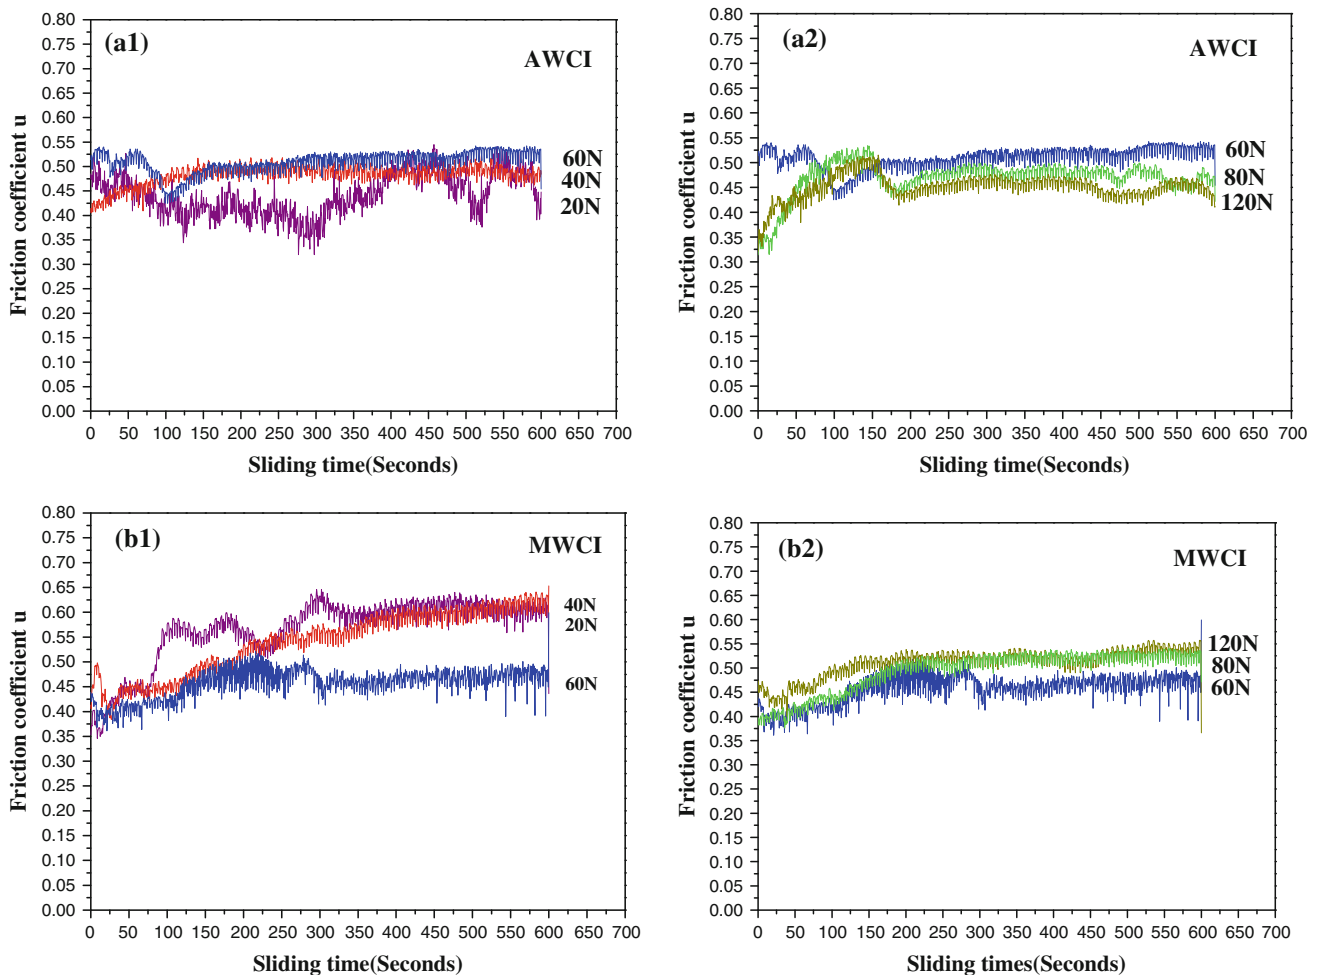 (a1)
AWCI
0.80
0.75
0.70
0.65
0.60
0.55
0.50
0.45
0.40
0.35
0.30
0.25
0.20
0.15
0.10
0.05
0.00
Friction coefficient u
60N
40N
20N
0 50 100 150 200 250 300 350 400 450 500 550 600 650 700
Sliding time(Seconds)
(a2)
AWCI
0.80
0.75
0.70
0.65
0.60
0.55
0.50
0.45
0.40
0.35
0.30
0.25
0.20
0.15
0.10
0.05
0.00
Friction coefficient u
60N
80N
120N
0 50 100 150 200 250 300 350 400 450 500 550 600 650 700
Sliding time(Seconds)
(b1)
MWCI
0.80
0.75
0.70
0.65
0.60
0.55
0.50
0.45
0.40
0.35
0.30
0.25
0.20
0.15
0.10
0.05
0.00
Friction coefficient u
40N
20N
60N
0 50 100 150 200 250 300 350 400 450 500 550 600 650 700
Sliding time(Seconds)
(b2)
MWCI
0.80
0.75
0.70
0.65
0.60
0.55
0.50
0.45
0.40
0.35
0.30
0.25
0.20
0.15
0.10
0.05
0.00
Friction coefficient u
120N
80N
60N
0 50 100 150 200 250 300 350 400 450 500 550 600 650 700
Sliding times(Seconds)